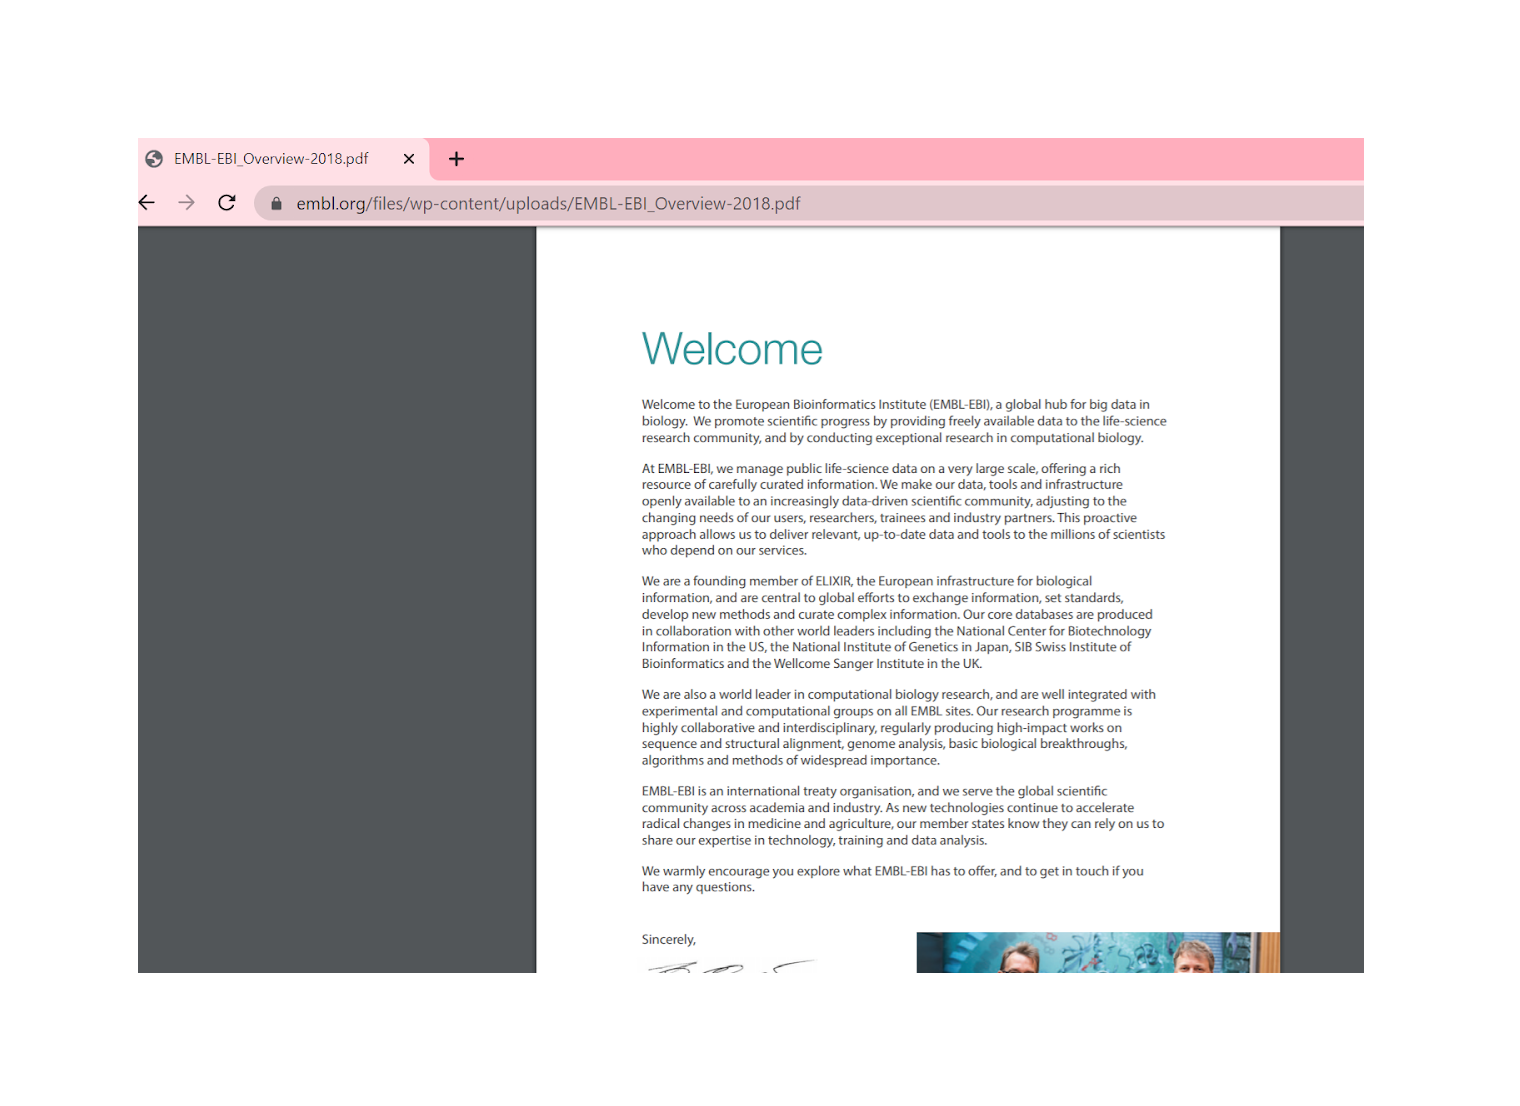 EMBL-EBI_Overview-2018.pdf
embl.org/files/wp-content/uploads/EMBL-EBI_Overview-2018.pdf
Welcome
Welcome to the European Bioinformatics Institute (EMBL-EBI), a global hub for big data in
biology.  We promote scientific progress by providing freely available data to the life-science
research community, and by conducting exceptional research in computational biology.
At EMBL-EBI, we manage public life-science data on a very large scale, offering a rich
resource of carefully curated information. We make our data, tools and infrastructure
openly available to an increasingly data-driven scientific community, adjusting to the
changing needs of our users, researchers, trainees and industry partners. This proactive
approach allows us to deliver relevant, up-to-date data and tools to the millions of scientists
who depend on our services.
We are a founding member of ELIXIR, the European infrastructure for biological
information, and are central to global efforts to exchange information, set standards,
develop new methods and curate complex information. Our core databases are produced
in collaboration with other world leaders including the National Center for Biotechnology
Information in the US, the National Institute of Genetics in Japan, SIB Swiss Institute of
Bioinformatics and the Wellcome Sanger Institute in the UK.
We are also a world leader in computational biology research, and are well integrated with
experimental and computational groups on all EMBL sites. Our research programme is
highly collaborative and interdisciplinary, regularly producing high-impact works on
sequence and structural alignment, genome analysis, basic biological breakthroughs,
algorithms and methods of widespread importance.
EMBL-EBI is an international treaty organisation, and we serve the global scientific
community across academia and industry. As new technologies continue to accelerate
radical changes in medicine and agriculture, our member states know they can rely on us to
share our expertise in technology, training and data analysis.
We warmly encourage you explore what EMBL-EBI has to offer, and to get in touch if you
have any questions.
Sincerely,